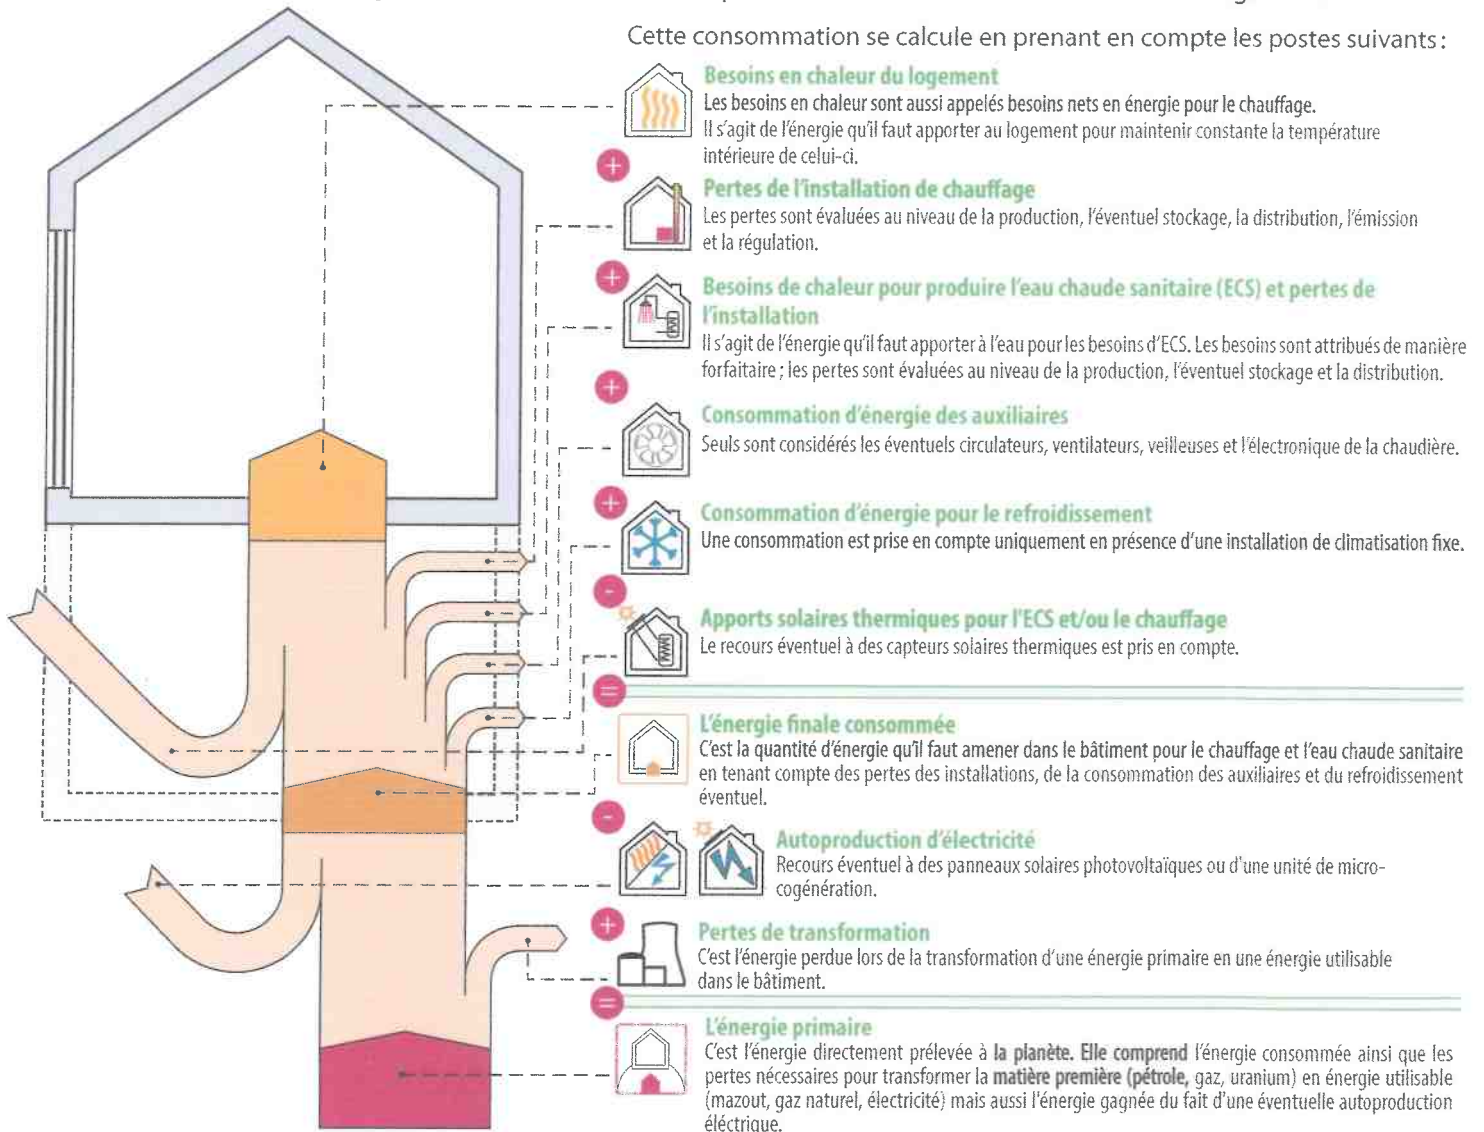 Cette consommation se calcule en prenant en compte les postes suivants :
Besoins en chaleur du logement
Les besoins en chaleur sont aussi appelés besoins nets en énergie pour le chauffage.
Il s'agit de l'énergie qu'il faut apporter au logement pour maintenir constante la température
intérieure de celui-ci.
+
Pertes de l'installation de chauffage
Les pertes sont évaluées au niveau de la production, l'éventuel stockage, la distribution, l'émission
et la régulation.
+
Besoins de chaleur pour produire l'eau chaude sanitaire (ECS) et pertes de
l'installation
Il s'agit de l'énergie qu'il faut apporter à l'eau pour les besoins d'ECS. Les besoins sont attribués de manière
forfaitaire ; les pertes sont évaluées au niveau de la production, l'éventuel stockage et la distribution.
+
Consommation d'énergie des auxiliaires
Seuls sont considérés les éventuels circulateurs, ventilateurs, veilleuses et l'électronique de la chaudière.
+
Consommation d'énergie pour le refroidissement
Une consommation est prise en compte uniquement en présence d'une installation de climatisation fixe.
-
Apports solaires thermiques pour l'ECS et/ou le chauffage
Le recours éventuel à des capteurs solaires thermiques est pris en compte.
=
L'énergie finale consommée
C'est la quantité d'énergie qu'il faut amener dans le bâtiment pour le chauffage et l'eau chaude sanitaire
en tenant compte des pertes des installations, de la consommation des auxiliaires et du refroidissement
éventuel.
-
Autoproduction d'électricité
Recours éventuel à des panneaux solaires photovoltaïques ou d'une unité de micro-
cogénération.
+
Pertes de transformation
C'est l'énergie perdue lors de la transformation d'une énergie primaire en une énergie utilisable
dans le bâtiment.
=
L'énergie primaire
C'est l'énergie directement prélevée à la planète. Elle comprend l'énergie consommée ainsi que les
pertes nécessaires pour transformer la matière première (pétrole, gaz, uranium) en énergie utilisable
(mazout, gaz naturel, électricité) mais aussi l'énergie gagnée du fait d'une éventuelle autoproduction
éléctrique.